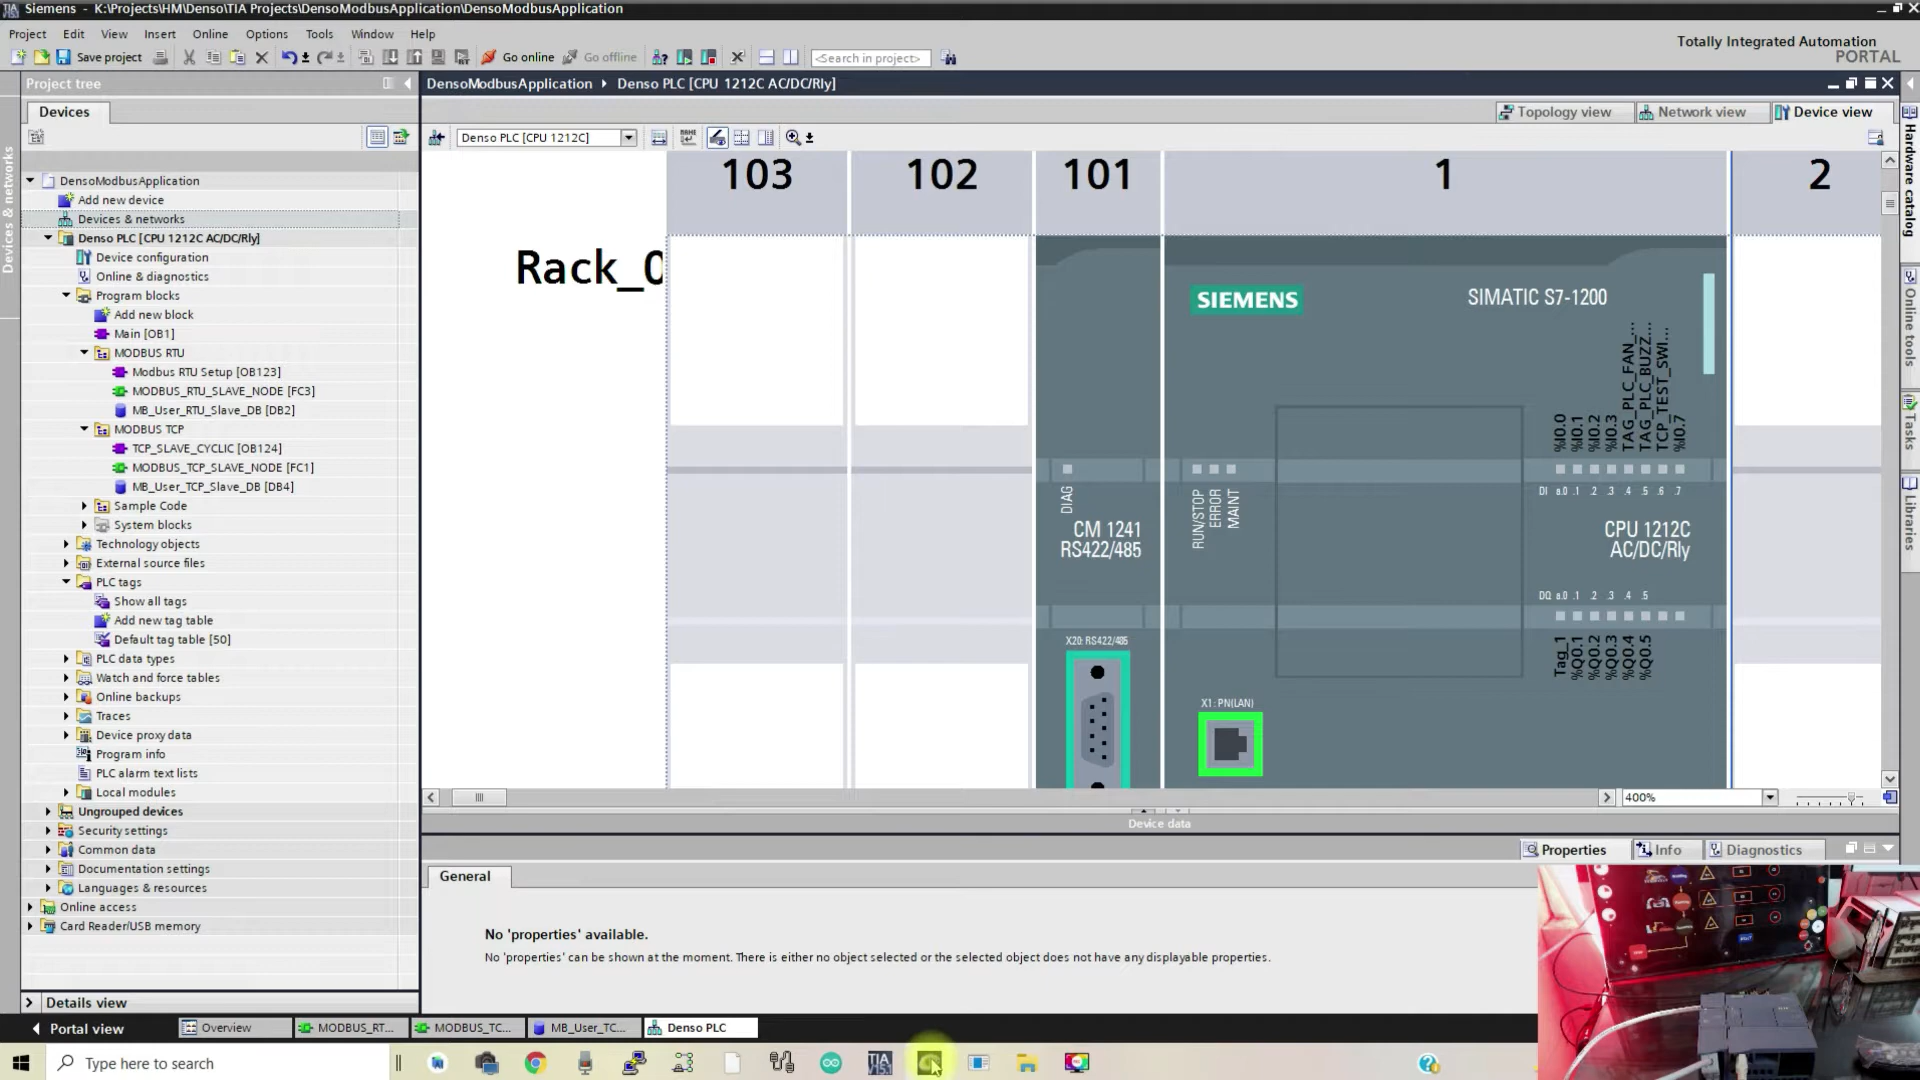 Siemens - K:\Projects\HM\Denso\TIA Projects\DensoModbusApplication\DensoModbusApplication
Project Edit View Insert Online Options Tools Window Help
Totally Integrated Automation
PORTAL
Save project
Go online
Go offline
<Search in project>
Project tree
DensoModbusApplication
Denso PLC [CPU 1212C AC/DC/Rly]
Devices
Topology view
Network view
Device view
Denso PLC [CPU 1212C]
DensoModbusApplication
Add new device
Devices & networks
Denso PLC [CPU 1212C AC/DC/Rly]
Device configuration
Online & diagnostics
Program blocks
Add new block
Main [OB1]
MODBUS RTU
Modbus RTU Setup [OB123]
MODBUS_RTU_SLAVE_NODE [FC3]
MB_User_RTU_Slave_DB [DB2]
MODBUS TCP
TCP_SLAVE_CYCLIC [OB124]
MODBUS_TCP_SLAVE_NODE [FC1]
MB_User_TCP_Slave_DB [DB4]
Sample Code
System blocks
Technology objects
External source files
PLC tags
Show all tags
Add new tag table
Default tag table [50]
PLC data types
Watch and force tables
Online backups
Traces
Device proxy data
Program info
PLC alarm text lists
Local modules
Ungrouped devices
Security settings
Common data
Documentation settings
Languages & resources
Online access
Card Reader/USB memory
Details view
Devices & networks
103 102 101 1 2
Rack_0
SIEMENS
SIMATIC S7-1200
%I0.0
%I0.1
%I0.2
%I0.3
TAG_PLC_FAN_...
TAG_PLC_BUZZ...
TCP_TEST_SWI...
%I0.7
DI a.0 .1 .2 .3 .4 .5 .6 .7
DIAG
RUN/STOP
ERROR
MAINT
CM 1241
RS422/485
CPU 1212C
AC/DC/Rly
DQ a.0 .1 .2 .3 .4 .5
Tag_1
%Q0.1
%Q0.2
%Q0.3
%Q0.4
%Q0.5
X20: RS422/485
X1: PN(LAN)
400%
Device data
Properties
Info
Diagnostics
General
No 'properties' available.
No 'properties' can be shown at the moment. There is either no object selected or the selected object does not have any displayable properties.
Hardware catalog
Online tools
Tasks
Libraries
Portal view
Overview
MODBUS_RT...
MODBUS_TC...
MB_User_TC...
Denso PLC
Type here to search